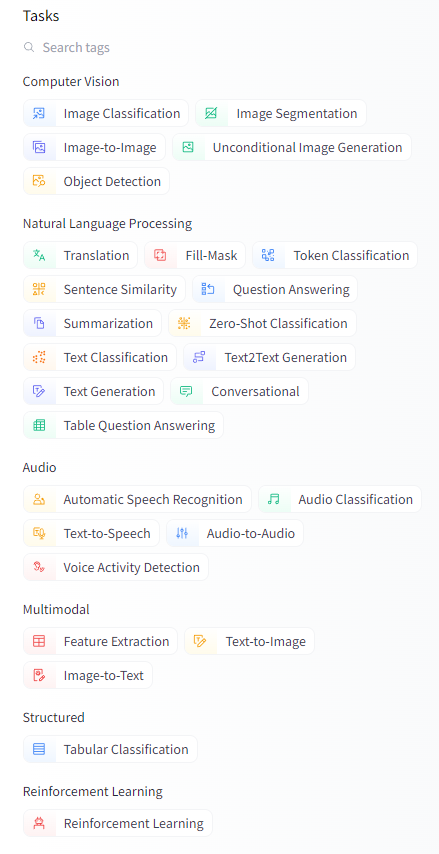 Tasks
Search tags
Computer Vision
Image Classification Image Segmentation
Image-to-Image Unconditional Image Generation
Object Detection
Natural Language Processing
Translation Fill-Mask Token Classification
Sentence Similarity Question Answering
Summarization Zero-Shot Classification
Text Classification Text2Text Generation
Text Generation Conversational
Table Question Answering
Audio
Automatic Speech Recognition Audio Classification
Text-to-Speech Audio-to-Audio
Voice Activity Detection
Multimodal
Feature Extraction Text-to-Image
Image-to-Text
Structured
Tabular Classification
Reinforcement Learning
Reinforcement Learning